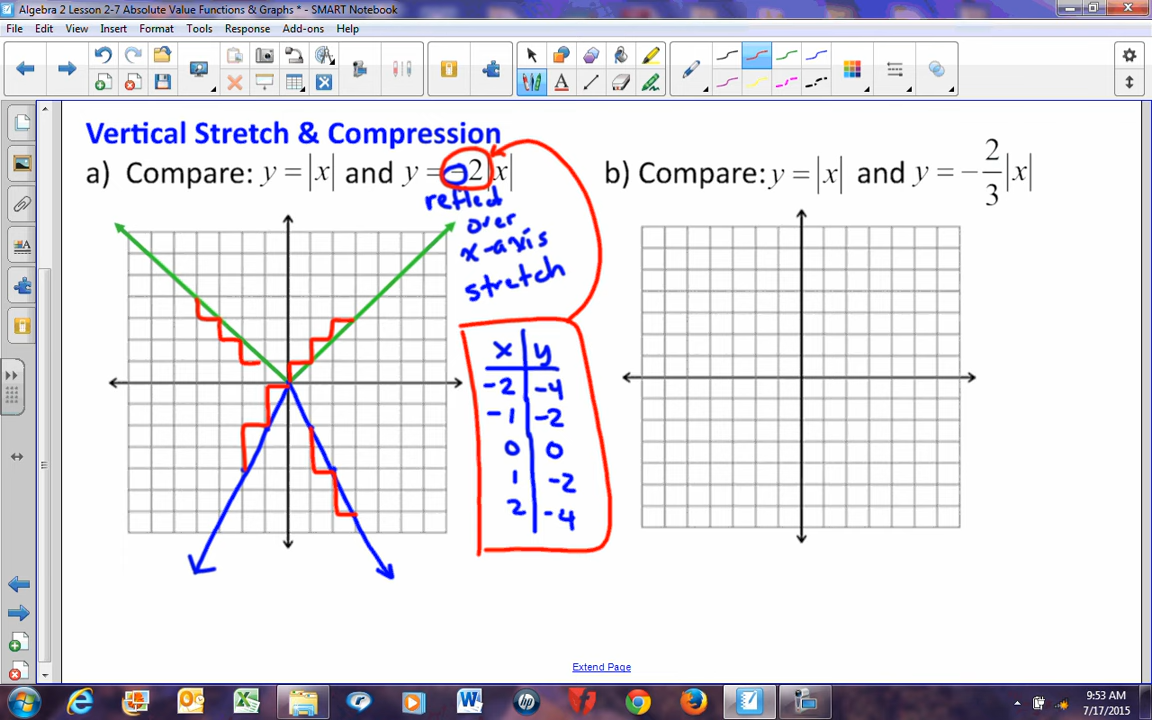 Algebra 2 Lesson 2-7 Absolute Value Functions & Graphs * - SMART Notebook
File Edit View Insert Format Tools Response Add-ons Help
Vertical Stretch & Compression
a) Compare: y = |x| and y = -2|x|
reflect
over
x-axis
stretch
x y
-2 -4
-1 -2
0 0
1 -2
2 -4
b) Compare: y = |x| and y = -2/3|x|
Extend Page
9:53 AM
7/17/2015